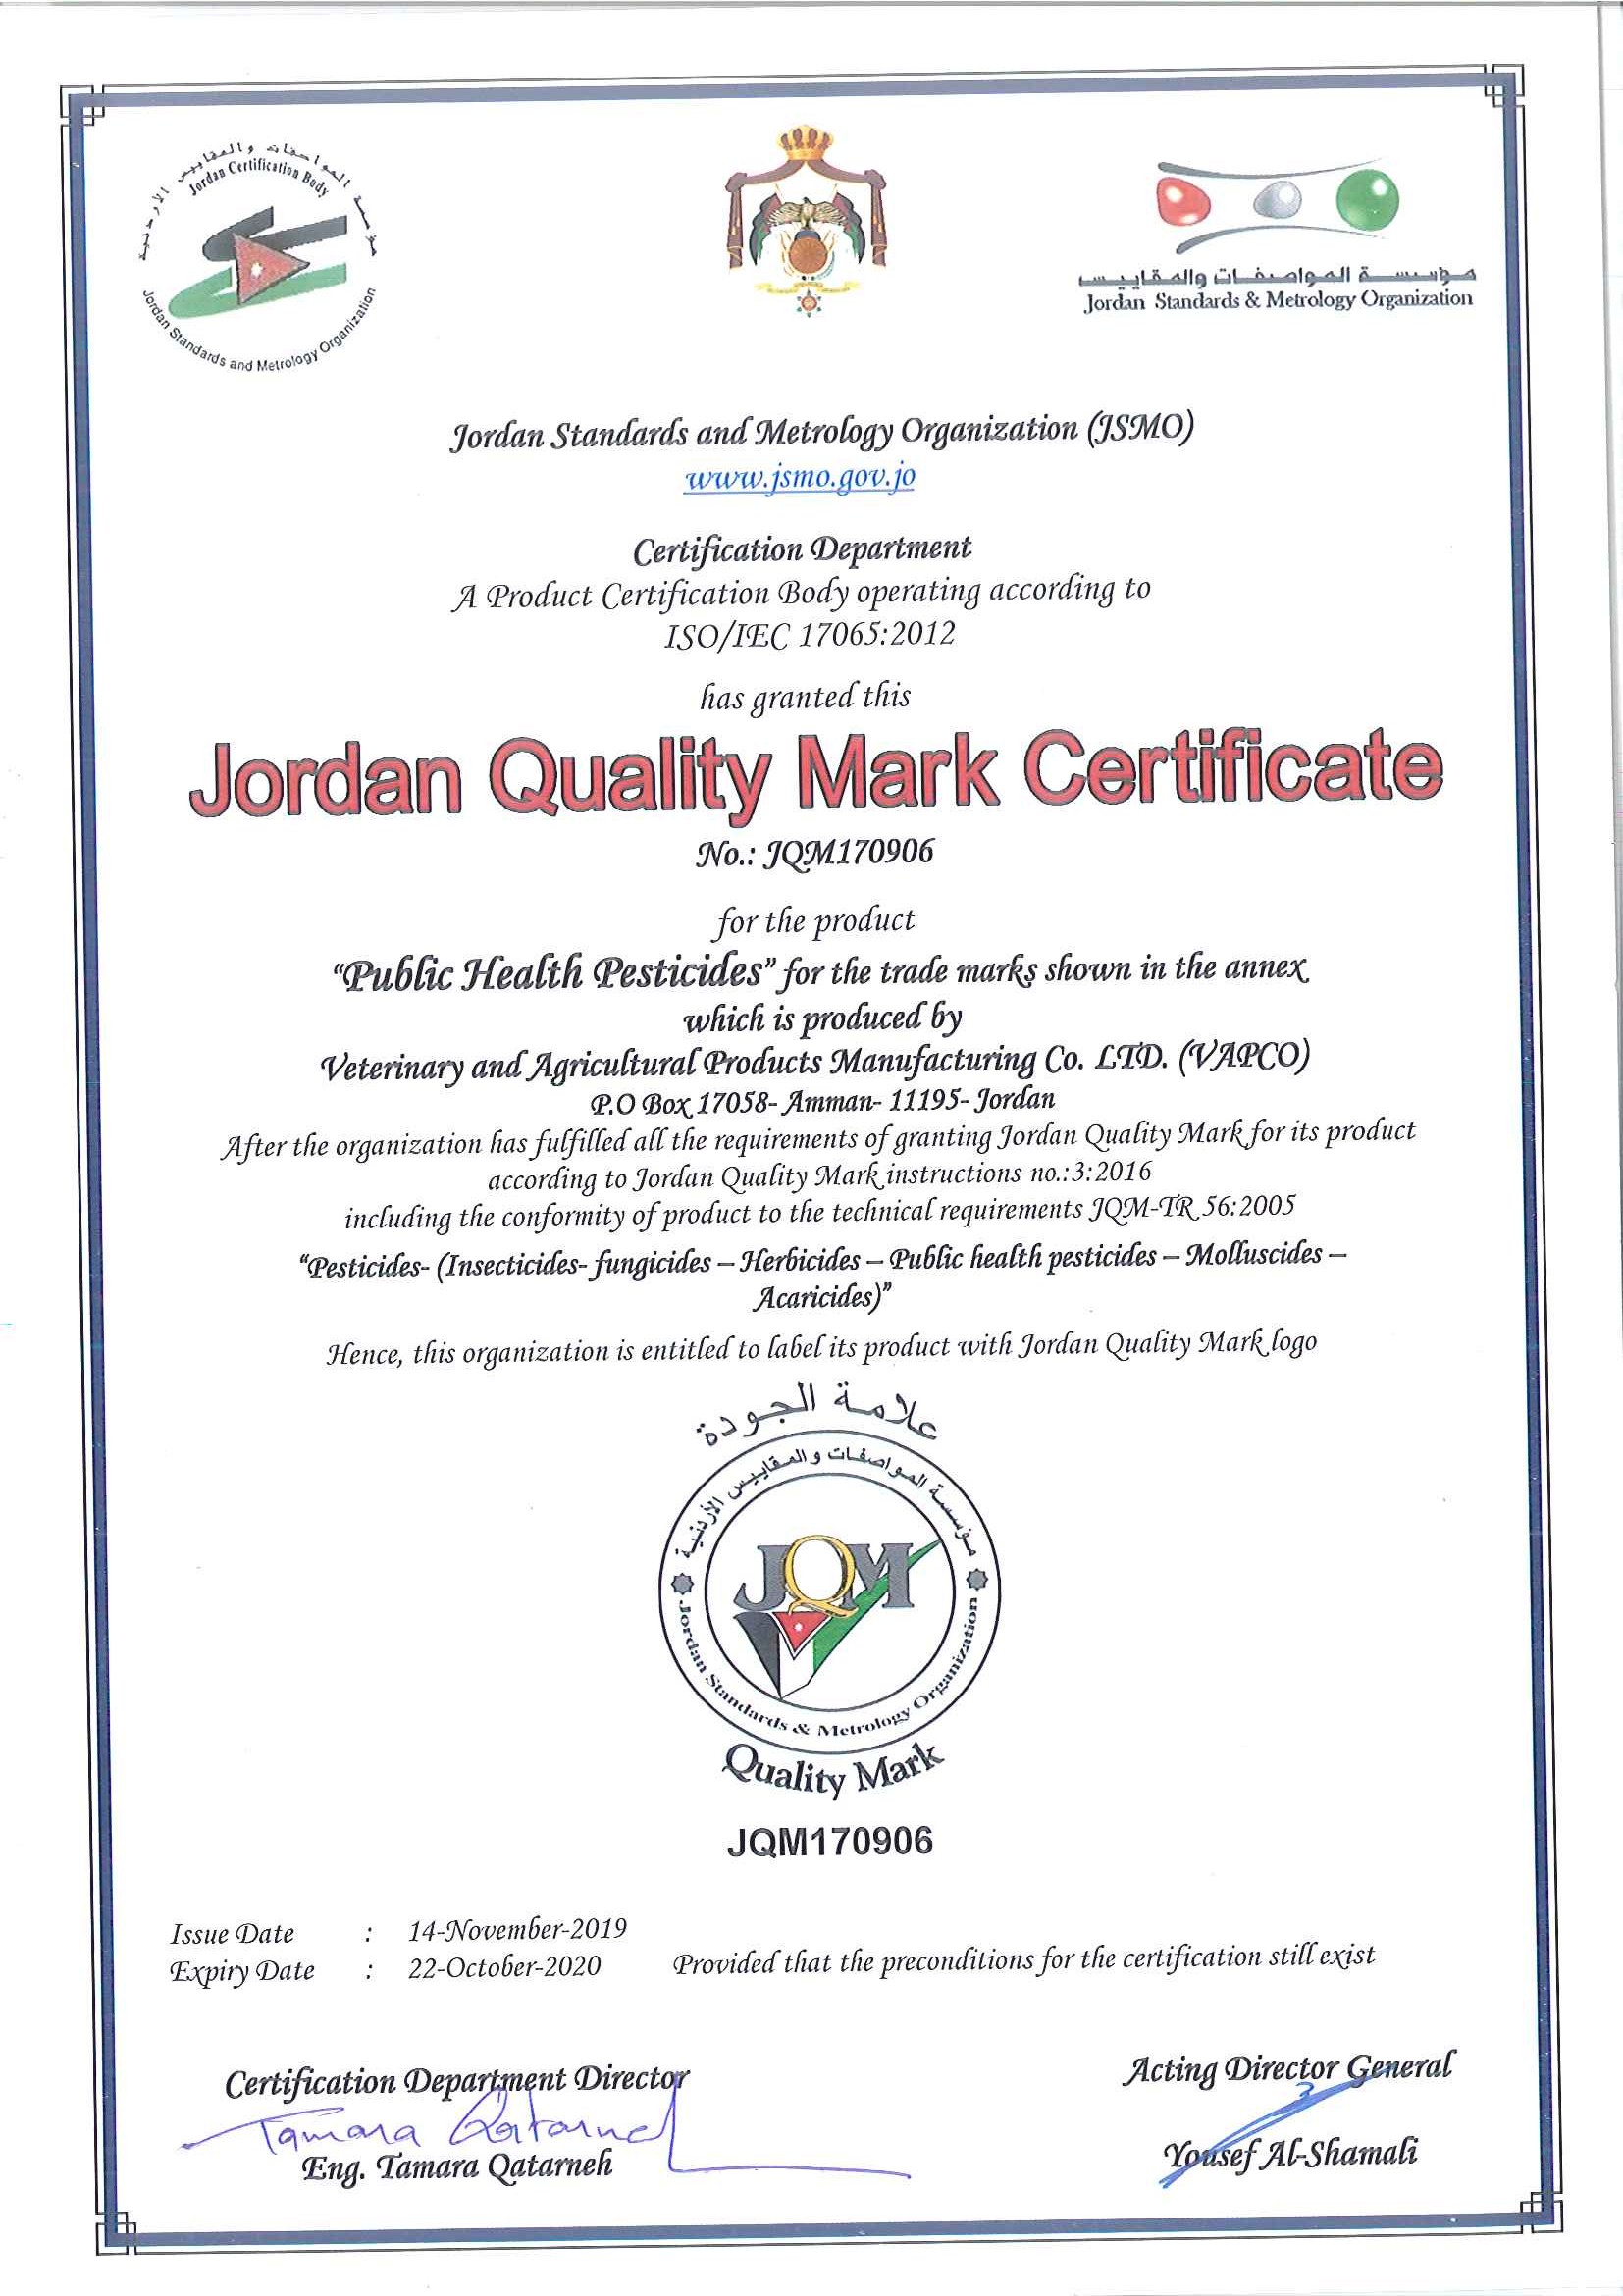 مؤسسة المواصفات والمقاييس الأردنية
Jordan Certification Body
Jordan Standards and Metrology Organization
مؤسسة المواصفات والمقاييس
Jordan Standards & Metrology Organization
Jordan Standards and Metrology Organization (JSMO)
www.jsmo.gov.jo
Certification Department
A Product Certification Body operating according to
ISO/IEC 17065:2012
has granted this
Jordan Quality Mark Certificate
No.: JQM170906
for the product
“Public Health Pesticides” for the trade marks shown in the annex
which is produced by
Veterinary and Agricultural Products Manufacturing Co. LTD. (VAPCO)
P.O Box 17058- Amman- 11195- Jordan
After the organization has fulfilled all the requirements of granting Jordan Quality Mark for its product
according to Jordan Quality Mark instructions no.:3:2016
including the conformity of product to the technical requirements JQM-TR 56:2005
“Pesticides- (Insecticides- fungicides – Herbicides – Public health pesticides – Molluscides –
Acaricides)”
Hence, this organization is entitled to label its product with Jordan Quality Mark logo
علامة الجودة
مؤسسة المواصفات و المقاييس الأردنية
JQM
Jordan Standards & Metrology Organization
Quality Mark
JQM170906
Issue Date : 14-November-2019
Expiry Date : 22-October-2020 Provided that the preconditions for the certification still exist
Certification Department Director
Acting Director General
Tamara Qatarneh
Eng. Tamara Qatarneh
Yousef Al-Shamali